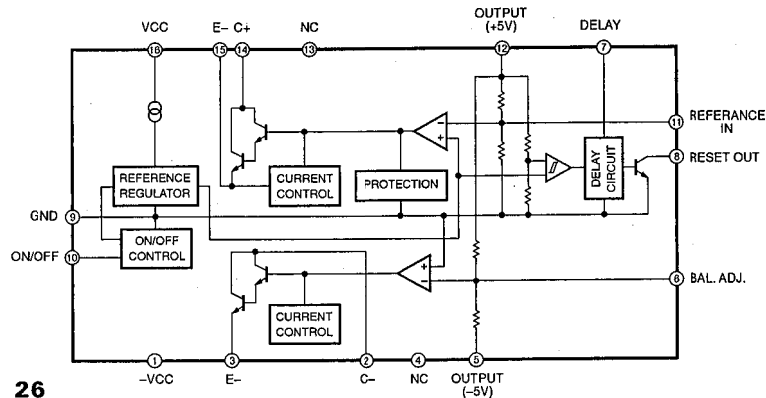 OUTPUT
(+5V)
VCC
E–
C+
NC
DELAY
16
15
14
13
12
7
11
REFERANCE
IN
8
RESET OUT
REFERENCE
REGULATOR
CURRENT
CONTROL
PROTECTION
DELAY
CIRCUIT
–
+
GND
9
ON/OFF
10
ON/OFF
CONTROL
+
–
6
BAL. ADJ.
CURRENT
CONTROL
1
3
2
4
5
–VCC
E–
C–
NC
OUTPUT
(–5V)
26